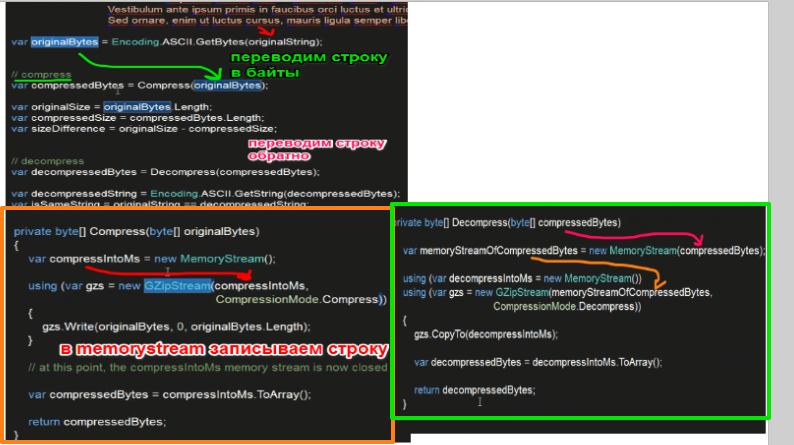 Vestibulum ante ipsum primis in faucibus orci luctus et ultric
Sed ornare, enim ut luctus cursus, mauris ligula semper libe
var originalBytes = Encoding.ASCII.GetBytes(originalString);
переводим строку
в байты
// compress
var compressedBytes = Compress(originalBytes);
var originalSize = originalBytes.Length;
var compressedSize = compressedBytes.Length;
var sizeDifference = originalSize - compressedSize;
переводим строку
обратно
// decompress
var decompressedBytes = Decompress(compressedBytes);
var decompressedString = Encoding.ASCII.GetString(decompressedBytes);
var isSameString = originalString == decompressedString;
private byte[] Compress(byte[] originalBytes)
{
var compressIntoMs = new MemoryStream();
using (var gzs = new GZipStream(compressIntoMs,
CompressionMode.Compress))
{
gzs.Write(originalBytes, 0, originalBytes.Length);
}
в memorystream записываем строку
// at this point, the compressIntoMs memory stream is now closed
var compressedBytes = compressIntoMs.ToArray();
return compressedBytes;
}
private byte[] Decompress(byte[] compressedBytes)
var memoryStreamOfCompressedBytes = new MemoryStream(compressedBytes);
using (var decompressIntoMs = new MemoryStream())
using (var gzs = new GZipStream(memoryStreamOfCompressedBytes,
CompressionMode.Decompress))
{
gzs.CopyTo(decompressIntoMs);
var decompressedBytes = decompressIntoMs.ToArray();
return decompressedBytes;
}